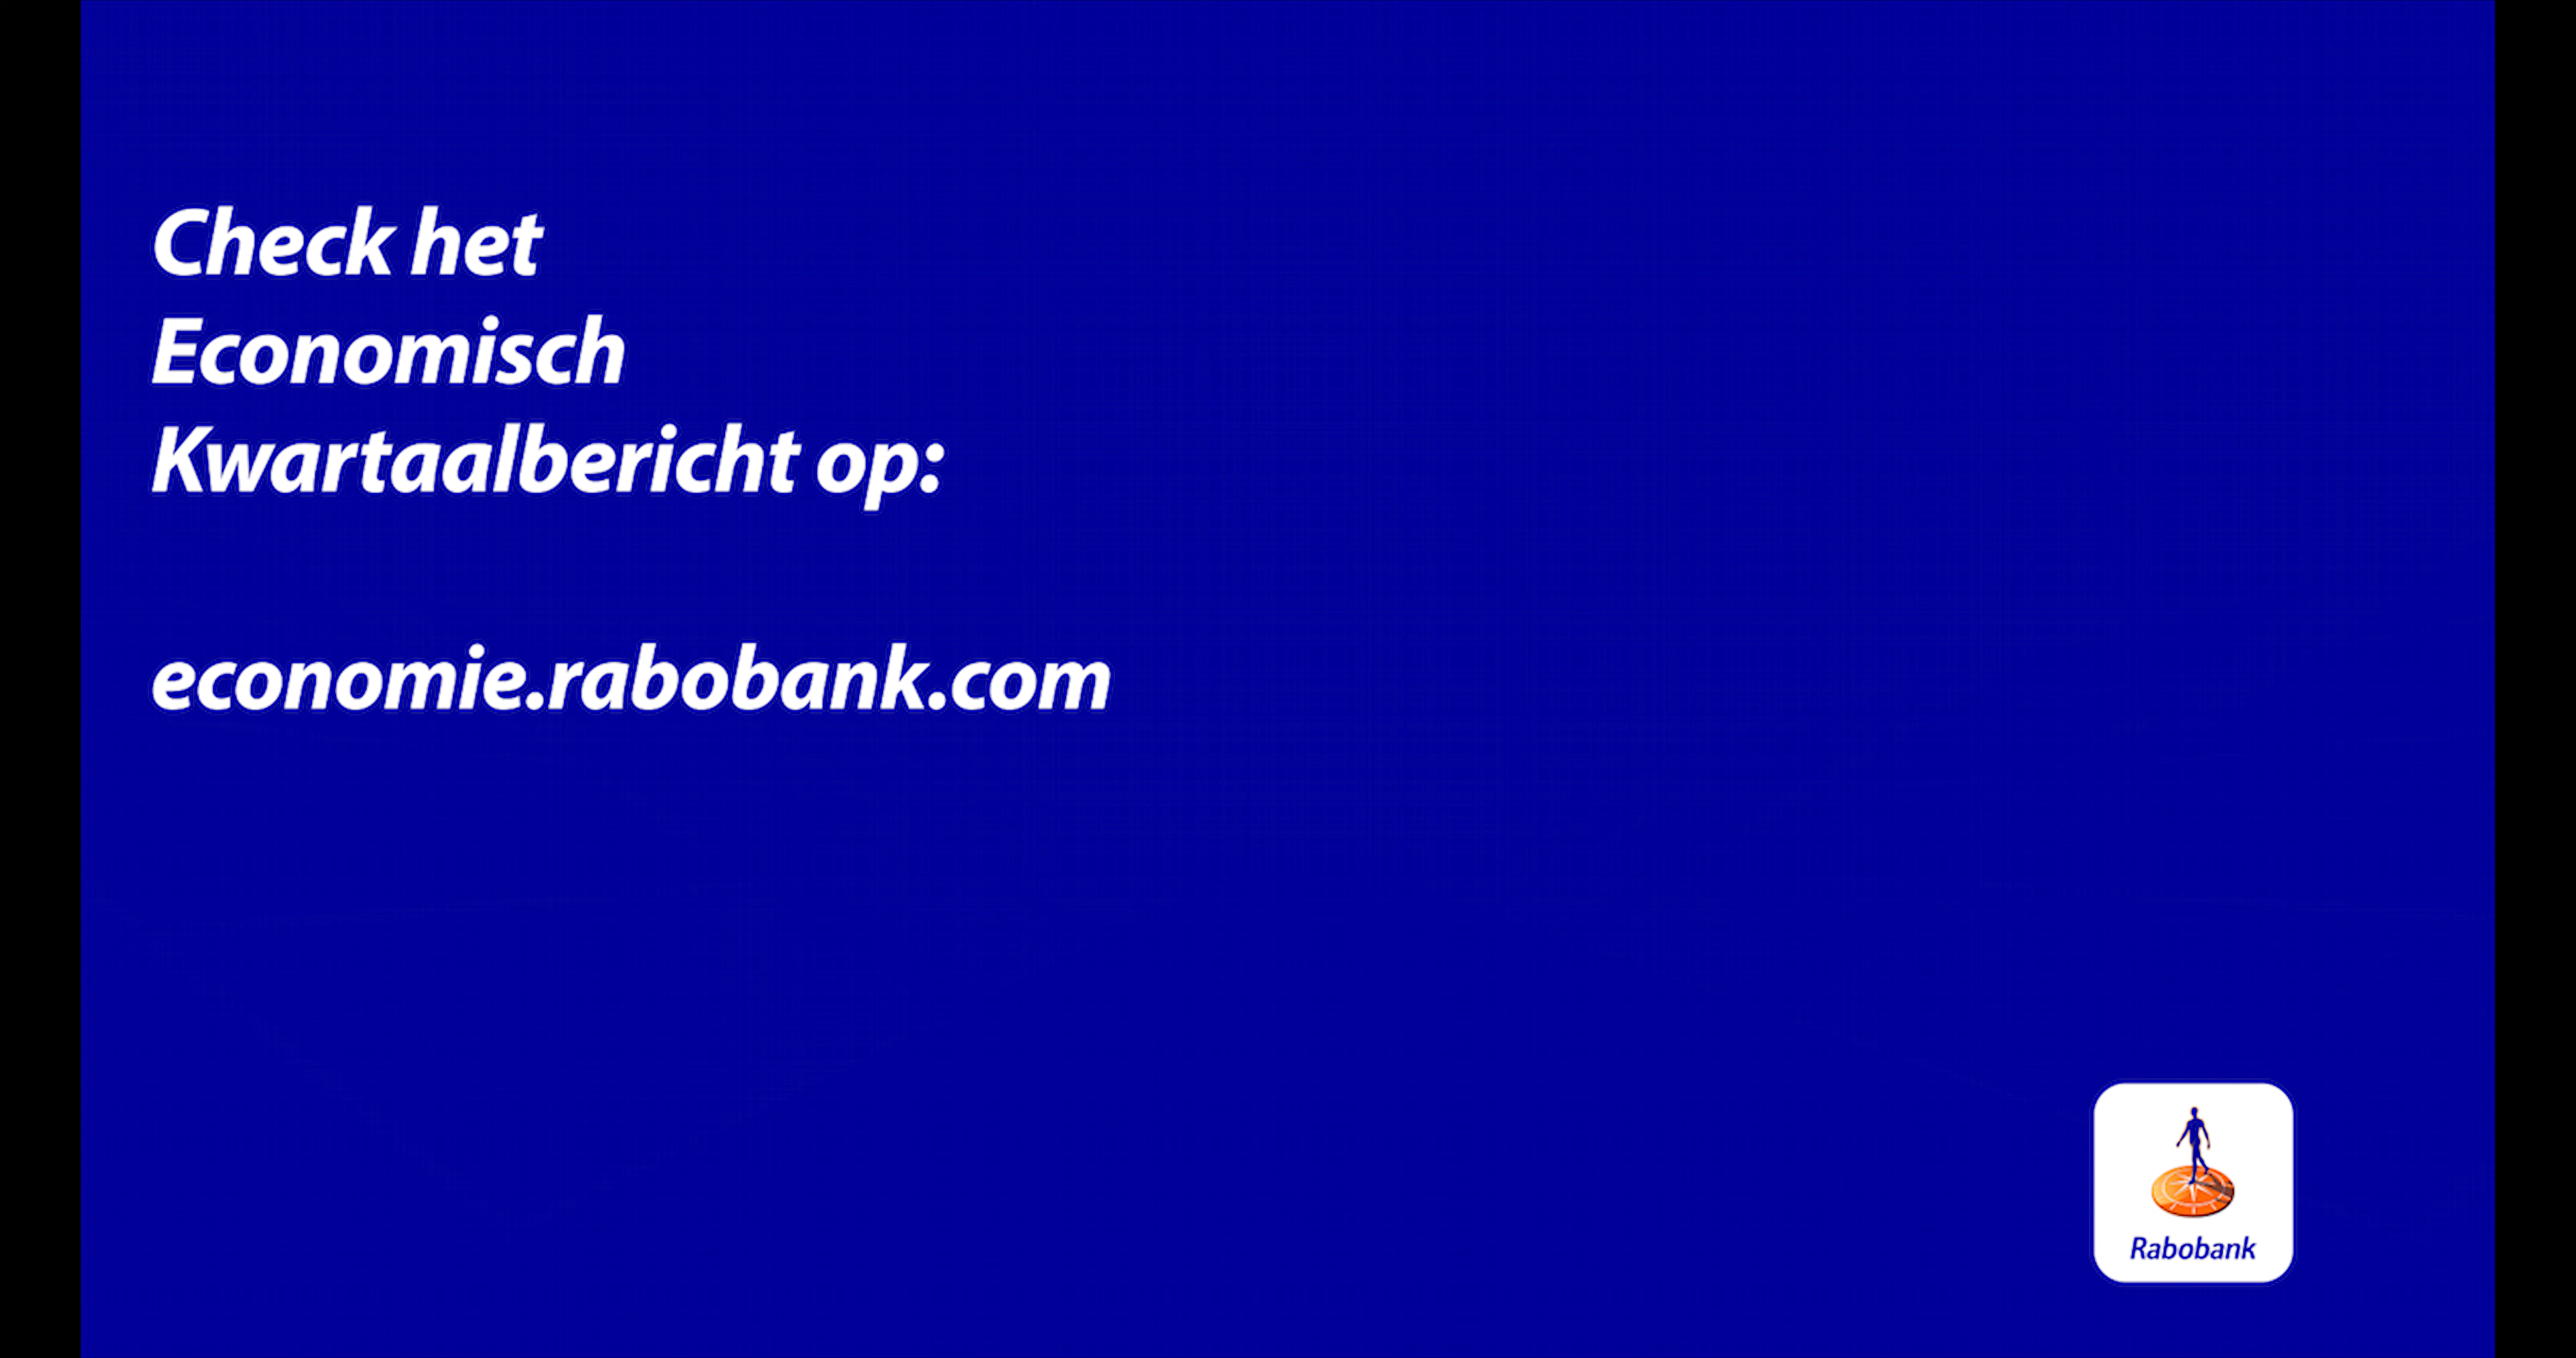 Check het
Economisch
Kwartaalbericht op:
economie.rabobank.com
Rabobank